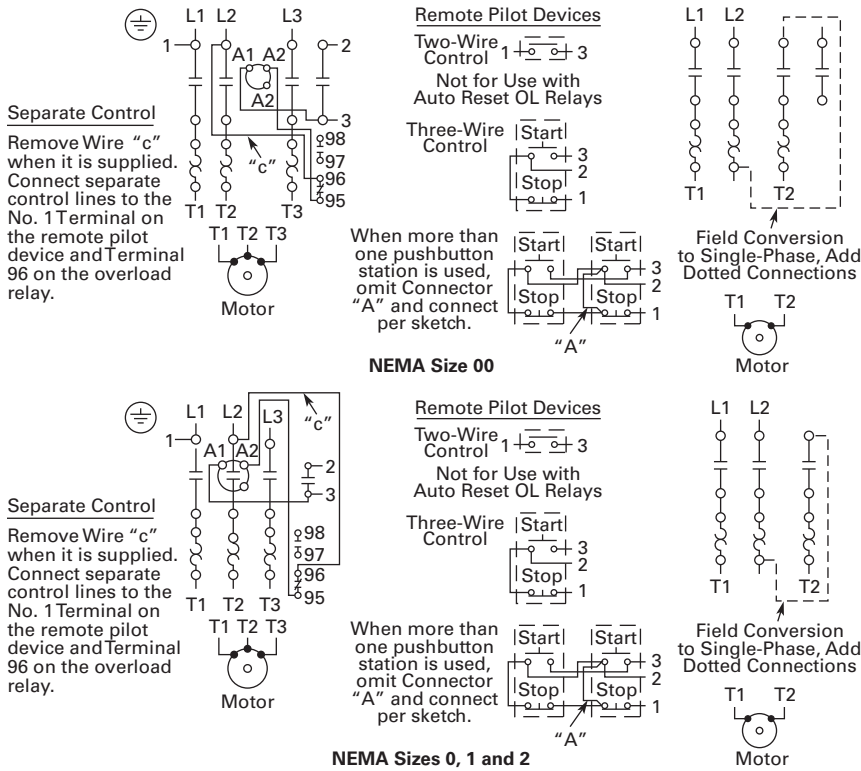 L1 L2 L3
1 2
A1 A2
A2
3
98
97
96
95
"c"
T1 T2 T3
T1 T2 T3
Motor
Separate Control
Remove Wire "c"
when it is supplied.
Connect separate
control lines to the
No. 1 Terminal on
the remote pilot
device and Terminal
96 on the overload
relay.
Remote Pilot Devices
Two-Wire
Control
1 3
Not for Use with
Auto Reset OL Relays
Three-Wire
Control
Start
3
2
Stop
1
When more than
one pushbutton
station is used,
omit Connector
"A" and connect
per sketch.
Start Start
3
2
Stop Stop
1
"A"
L1 L2
T1 T2
Field Conversion
to Single-Phase, Add
Dotted Connections
T1 T2
Motor
NEMA Size 00
L1 L2 L3
"c"
1
A1 A2
2
3
98
97
96
95
T1 T2 T3
T1 T2 T3
Motor
Separate Control
Remove Wire "c"
when it is supplied.
Connect separate
control lines to the
No. 1 Terminal on
the remote pilot
device and Terminal
96 on the overload
relay.
Remote Pilot Devices
Two-Wire
Control
1 3
Not for Use with
Auto Reset OL Relays
Three-Wire
Control
Start
3
2
Stop
1
When more than
one pushbutton
station is used,
omit Connector
"A" and connect
per sketch.
Start Start
3
2
Stop Stop
1
"A"
L1 L2
T1 T2
Field Conversion
to Single-Phase, Add
Dotted Connections
T1 T2
Motor
NEMA Sizes 0, 1 and 2